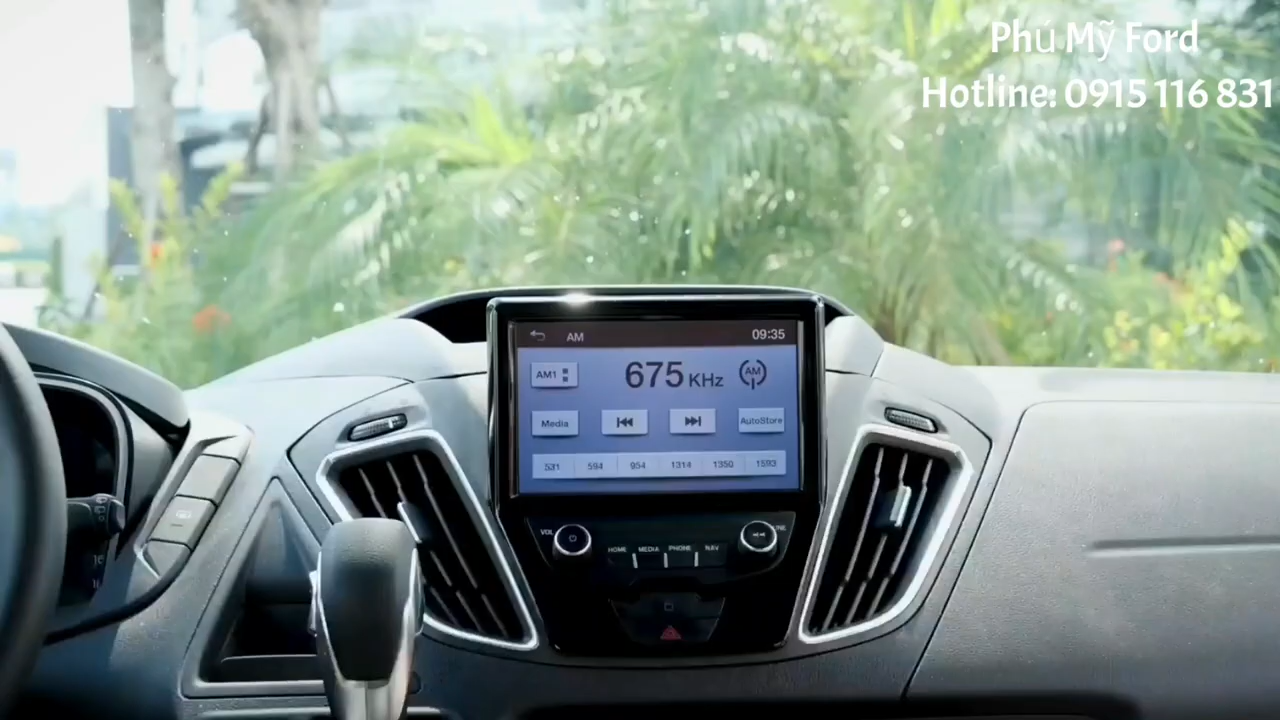 Phú Mỹ Ford
Hotline: 0915 116 831
AM 09:35
AM1 675 KHz AM
Media AutoStore
531 594 954 1314 1350 1593
VOL
HOME MEDIA PHONE NAV